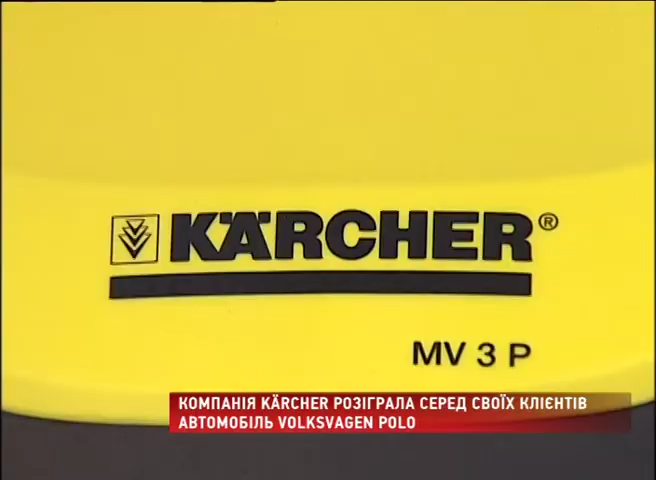 KÄRCHER®
MV 3 P
КОМПАНІЯ KÄRCHER РОЗІГРАЛА СЕРЕД СВОЇХ КЛІЄНТІВ
АВТОМОБІЛЬ VOLKSVAGEN POLO